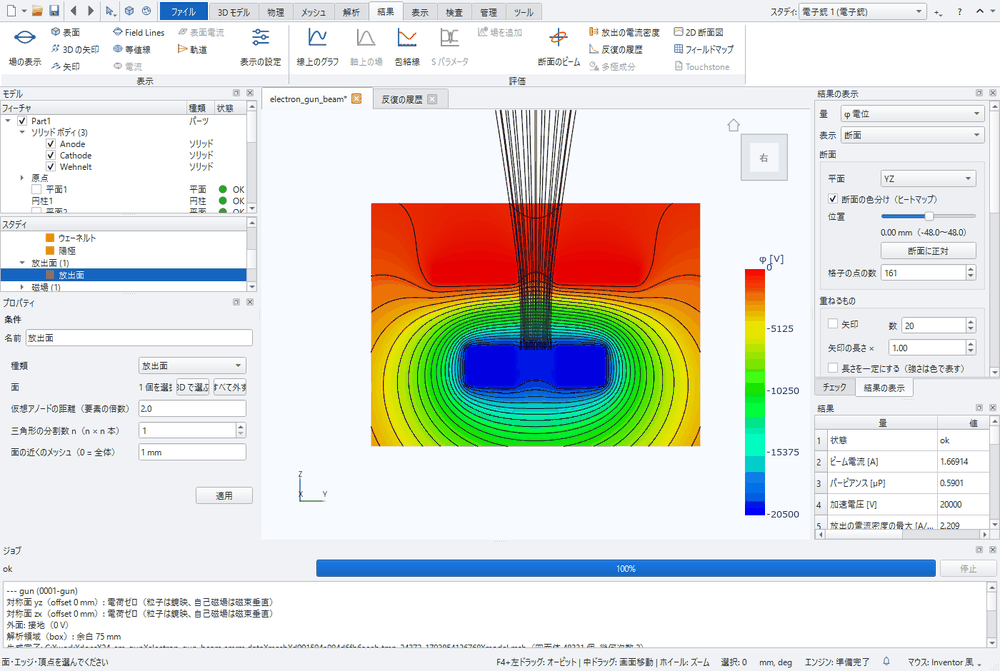 ファイル 3Dモデル 物理 メッシュ 解析 結果 表示 検査 管理 ツール
スタディ: 電子銃 1 (電子銃)
場の表示
表面
3D の矢印
矢印
Field Lines
等値線
電流
表面電流
軌道
表示の設定
表示
線上のグラフ
軸上の場
包絡線
S パラメータ
場を追加
断面のビーム
放出の電流密度
反復の履歴
多極成分
2D 断面図
フィールドマップ
Touchstone
評価
モデル
フィーチャ 種類 状態
Part1 パーツ
ソリッド ボディ (3)
Anode ソリッド
Cathode ソリッド
Wehnelt ソリッド
原点
平面1 平面 OK
円柱1 円柱 OK
平面2 平面 OK
スタディ
ウェーネルト
陽極
放出面 (1)
放出面
磁場 (1)
プロパティ
条件
名前 放出面
種類 放出面
面 1 個を選 3D で選ぶ すべて外す
仮想アノードの距離（要素の倍数） 2.0
三角形の分割数 n（n × n 本） 1
面の近くのメッシュ（0 = 全体） 1 mm
適用
electron_gun_beam*
反復の履歴
右
φ [V]
0
-5125
-10250
-15375
-20500
Z
X
Y
結果の表示
量 φ 電位
表示 断面
断面
平面 YZ
断面の色分け（ヒートマップ）
位置
0.00 mm（-48.0～48.0）
断面に正対
格子の点の数 161
重ねるもの
矢印 数 20
矢印の長さ × 1.00
長さを一定にする（強さは色で表す）
チェック 結果の表示
結果
量 値
1 状態 ok
2 ビーム電流 [A] 1.66914
3 パービアンス [μP] 0.5901
4 加速電圧 [V] 20000
5 放出の電流密度の最大 [A/... 2.209
ジョブ
ok
100%
停止
--- gun (0001-gun)
対称面 yz（offset 0 mm）: 電荷ゼロ（粒子は鏡映、自己磁場は磁束垂直）
対称面 zx（offset 0 mm）: 電荷ゼロ（粒子は鏡映、自己磁場は磁束垂直）
外面: 接地（0 V）
解析領域（box）: 余白 75 mm
面・エッジ・頂点を選んでください
F4+左ドラッグ: オービット | 中ドラッグ: 画面移動 | ホイール: ズーム 選択: 0 mm, deg エンジン: 準備完了 マウス: Inventor 風